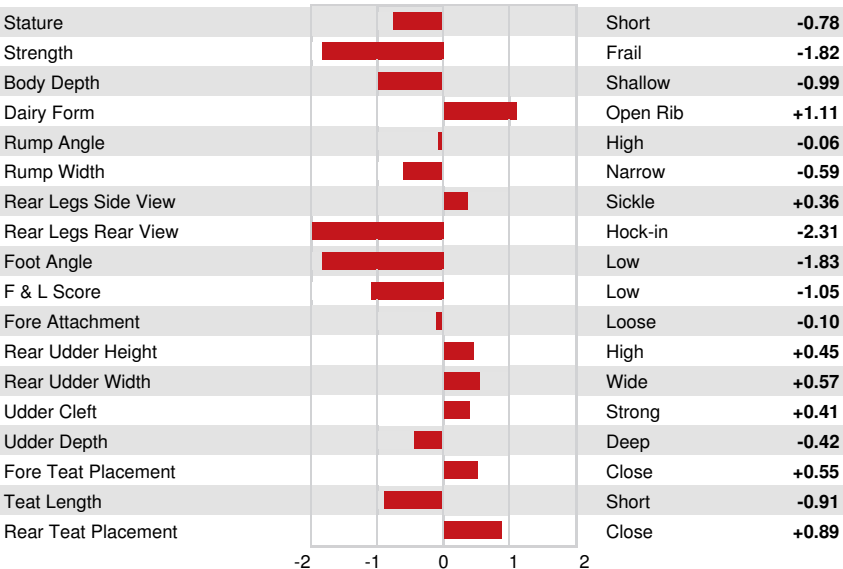 Stature Short -0.78
Strength Frail -1.82
Body Depth Shallow -0.99
Dairy Form Open Rib +1.11
Rump Angle High -0.06
Rump Width Narrow -0.59
Rear Legs Side View Sickle +0.36
Rear Legs Rear View Hock-in -2.31
Foot Angle Low -1.83
F & L Score Low -1.05
Fore Attachment Loose -0.10
Rear Udder Height High +0.45
Rear Udder Width Wide +0.57
Udder Cleft Strong +0.41
Udder Depth Deep -0.42
Fore Teat Placement Close +0.55
Teat Length Short -0.91
Rear Teat Placement Close +0.89
-2 -1 0 1 2